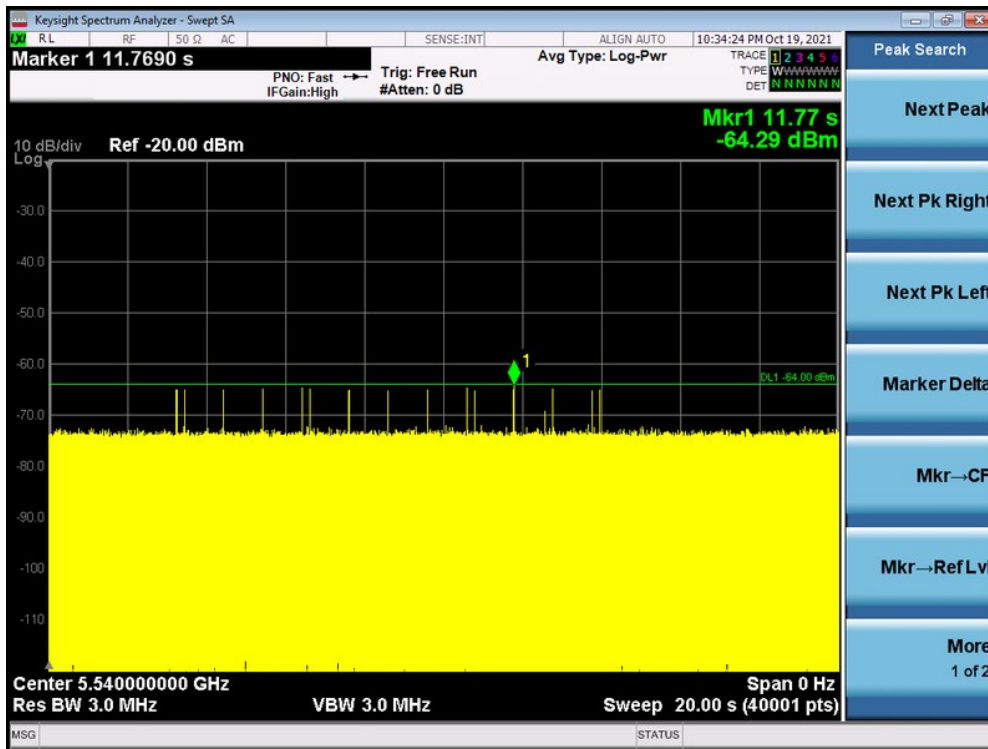 Keysight Spectrum Analyzer - Swept SA
LXI RL RF 50 Ω AC SENSE:INT ALIGN AUTO 10:34:24 PM Oct 19, 2021
Marker 1 11.7690 s
PNO: Fast
IFGain:High
Trig: Free Run
#Atten: 0 dB
Avg Type: Log-Pwr
TRACE 1 2 3 4 5 6
TYPE WWWWWW
DET N N N N N N
Mkr1 11.77 s
-64.29 dBm
10 dB/div Ref -20.00 dBm
Log
-30.0
-40.0
-50.0
-60.0
1
DL1 -64.00 dBm
-70.0
-80.0
-90.0
-100
-110
Center 5.540000000 GHz Span 0 Hz
Res BW 3.0 MHz VBW 3.0 MHz Sweep 20.00 s (40001 pts)
MSG STATUS
Peak Search
Next Peak
Next Pk Right
Next Pk Left
Marker Delta
Mkr→CF
Mkr→Ref Lvl
More
1 of 2